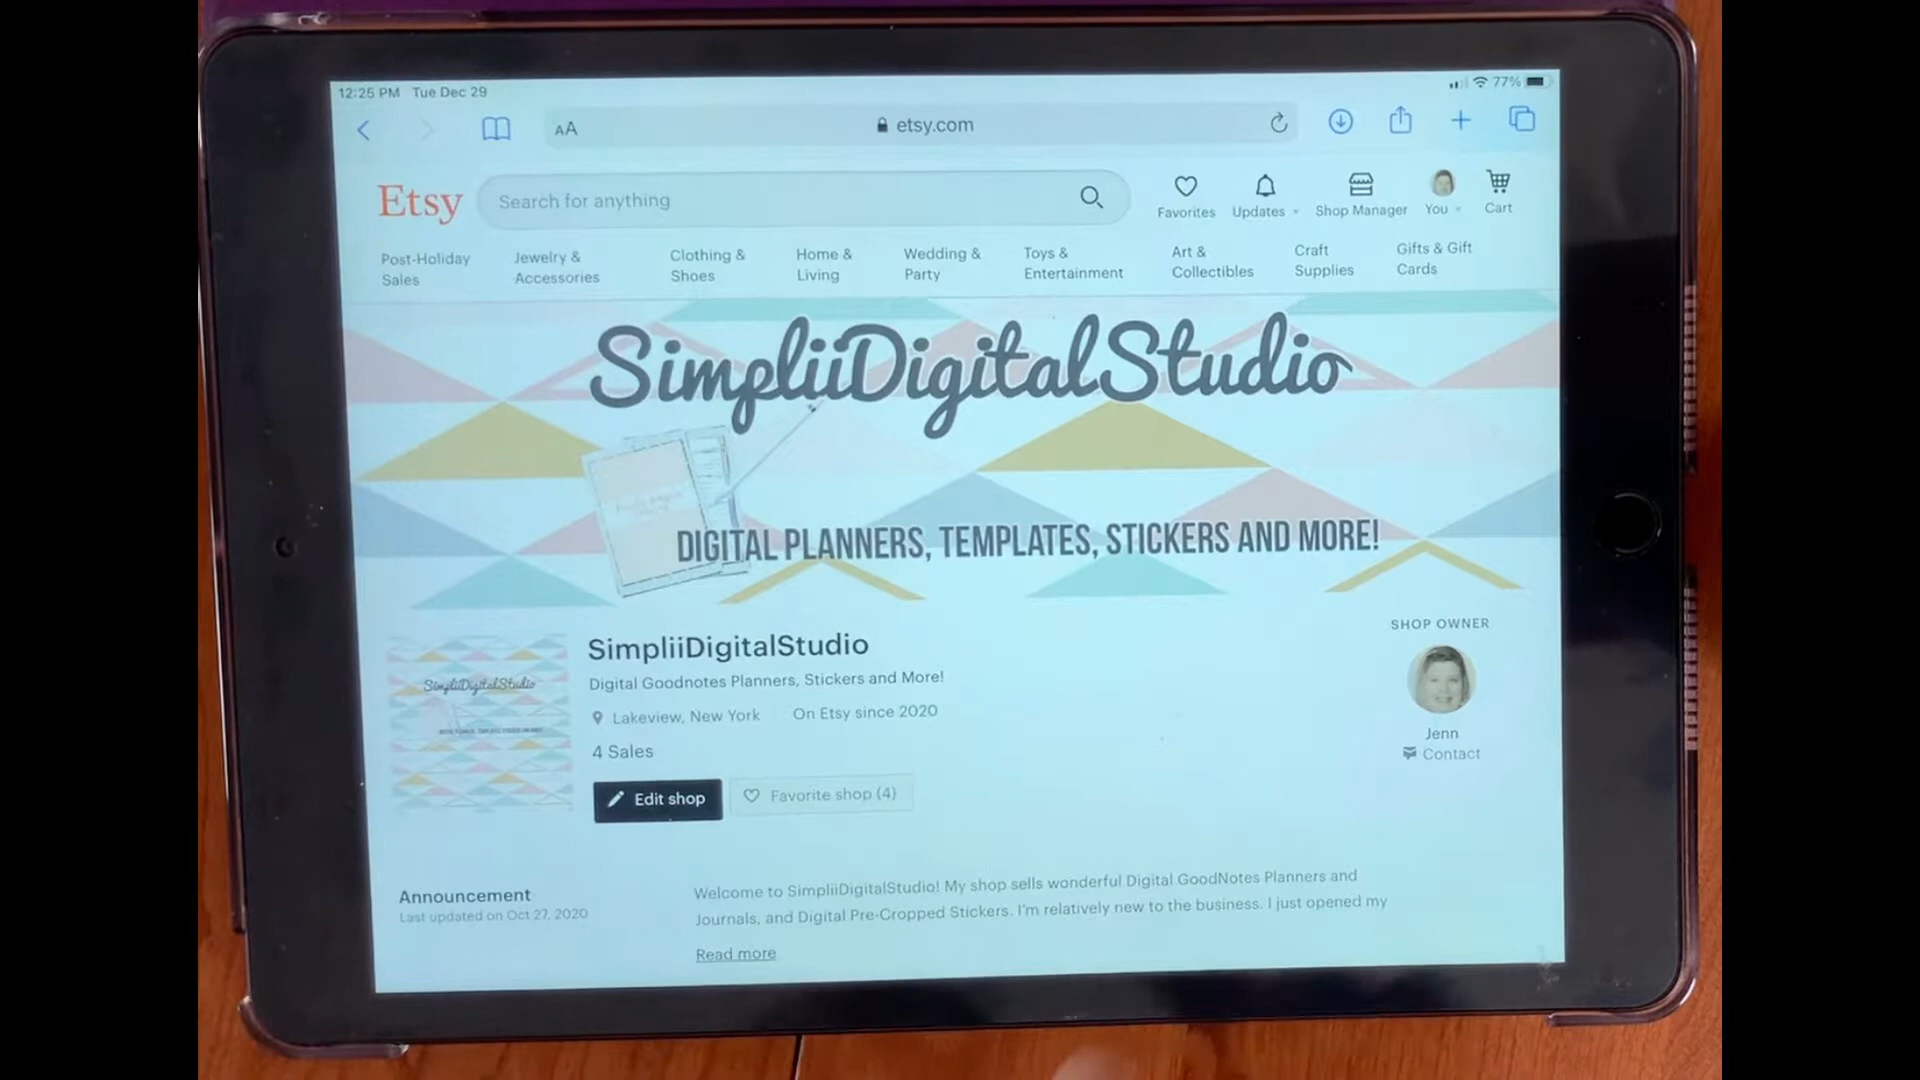 12:25 PM Tue Dec 29
77%
AA
etsy.com
Etsy
Search for anything
Favorites
Updates
Shop Manager
You
Cart
Post-Holiday
Sales
Jewelry &
Accessories
Clothing &
Shoes
Home &
Living
Wedding &
Party
Toys &
Entertainment
Art &
Collectibles
Craft
Supplies
Gifts & Gift
Cards
SimpliiDigitalStudio
DIGITAL PLANNERS, TEMPLATES, STICKERS AND MORE!
SimpliiDigitalStudio
SimpliiDigitalStudio
Digital Goodnotes Planners, Stickers and More!
Lakeview, New York On Etsy since 2020
4 Sales
Edit shop
Favorite shop (4)
SHOP OWNER
Jenn
Contact
Announcement
Last updated on Oct 27, 2020
Welcome to SimpliiDigitalStudio! My shop sells wonderful Digital GoodNotes Planners and
Journals, and Digital Pre-Cropped Stickers. I'm relatively new to the business. I just opened my
Read more